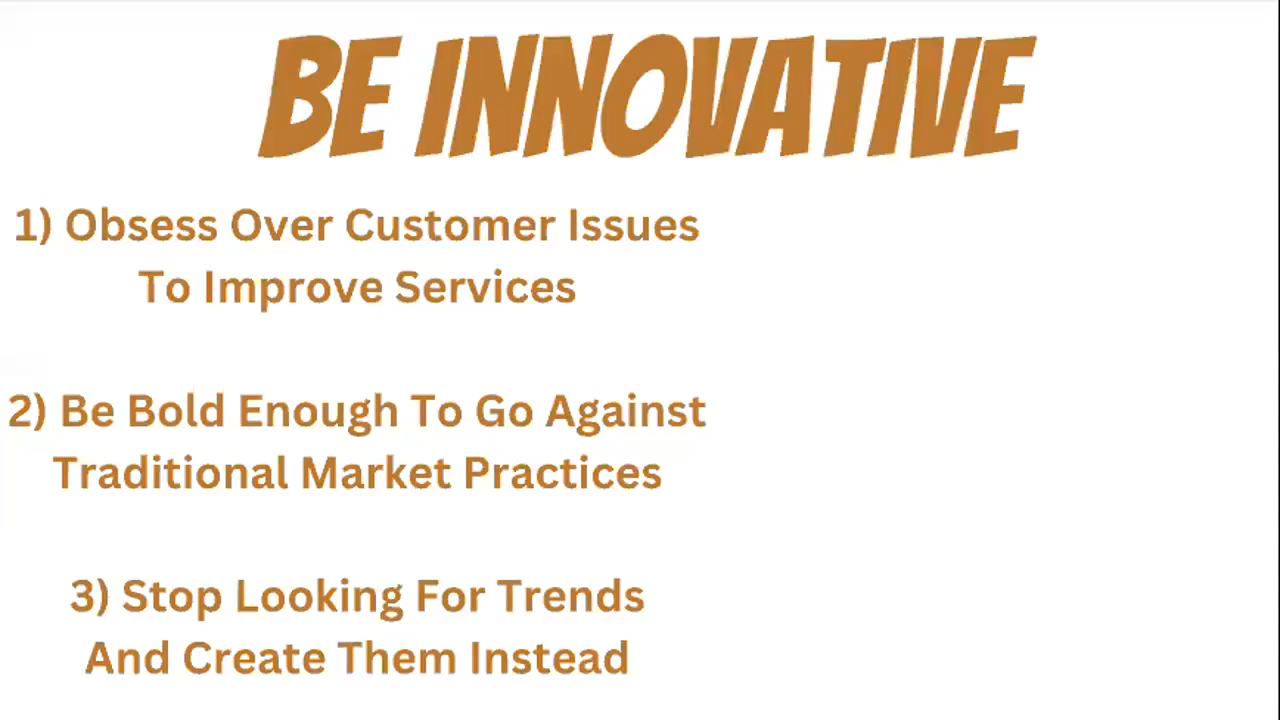 BE INNOVATIVE
1) Obsess Over Customer Issues
To Improve Services
2) Be Bold Enough To Go Against
Traditional Market Practices
3) Stop Looking For Trends
And Create Them Instead